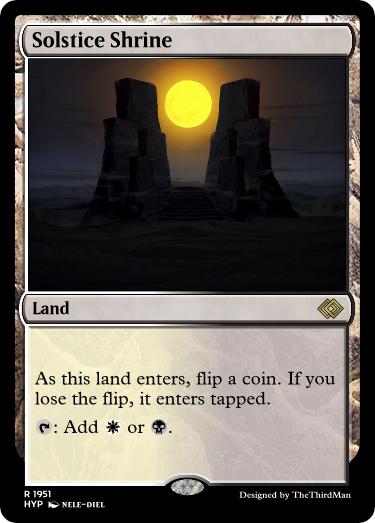 Solstice Shrine
Land
As this land enters, flip a coin. If you
lose the flip, it enters tapped.
: Add or .
R 1951
HYP NELE-DIEL
Designed by TheThirdMan